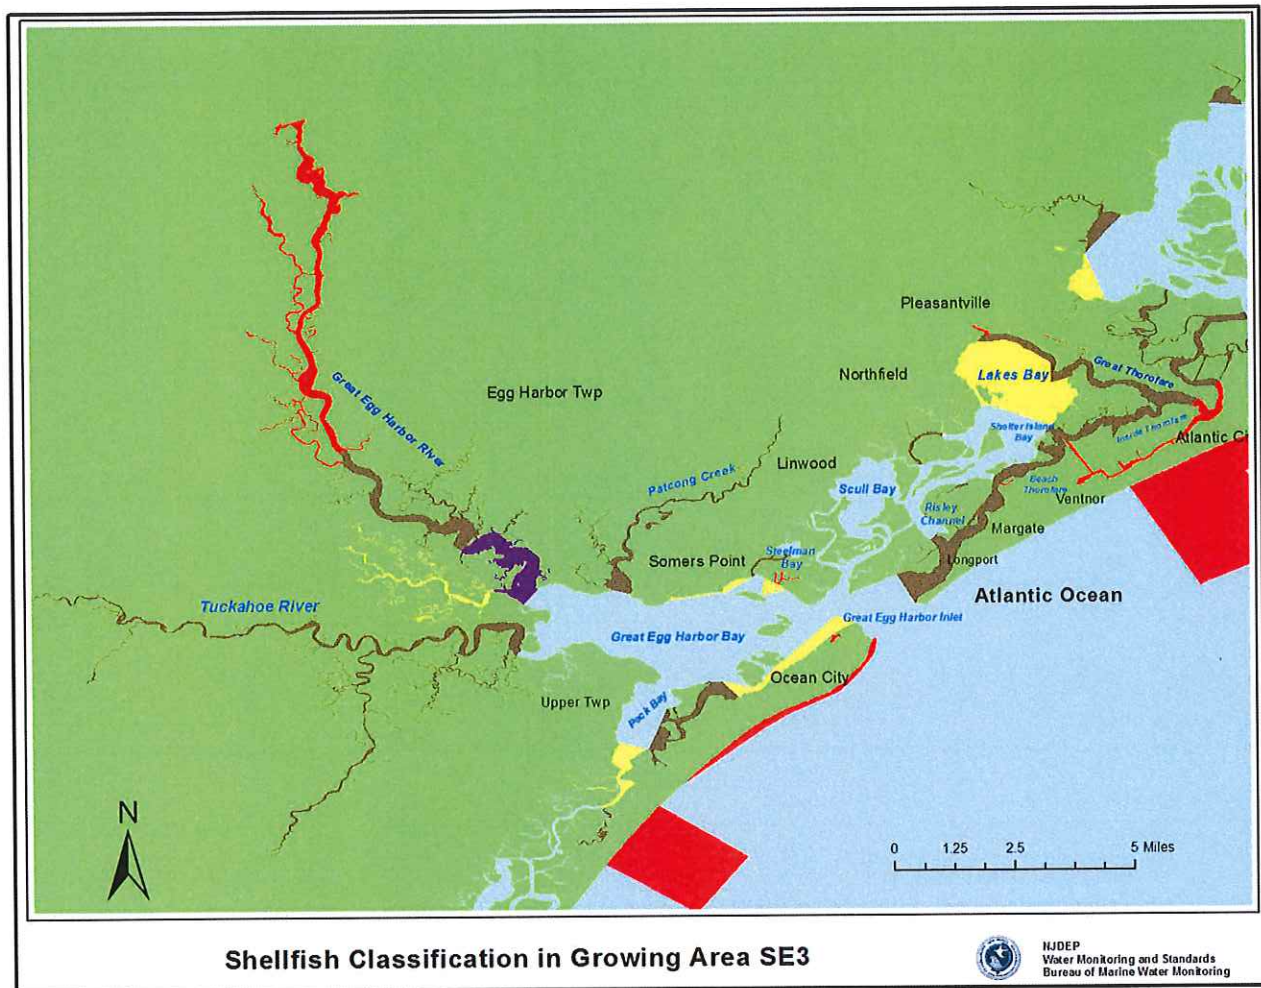 Pleasantville
Great Thorofare
Northfield
Lakes Bay
Great Egg Harbor River
Egg Harbor Twp
Shelter Island
Bay
Inside Thorofare
Atlantic Ci
Patcong Creek
Linwood
Scull Bay
Beach
Thorofare
Ventnor
Risley
Channel
Margate
Steelman
Bay
Somers Point
Longport
Atlantic Ocean
Tuckahoe River
Great Egg Harbor Inlet
Great Egg Harbor Bay
Ocean City
Upper Twp
Peck Bay
N
0 1.25 2.5 5 Miles
Shellfish Classification in Growing Area SE3
NJDEP
Water Monitoring and Standards
Bureau of Marine Water Monitoring